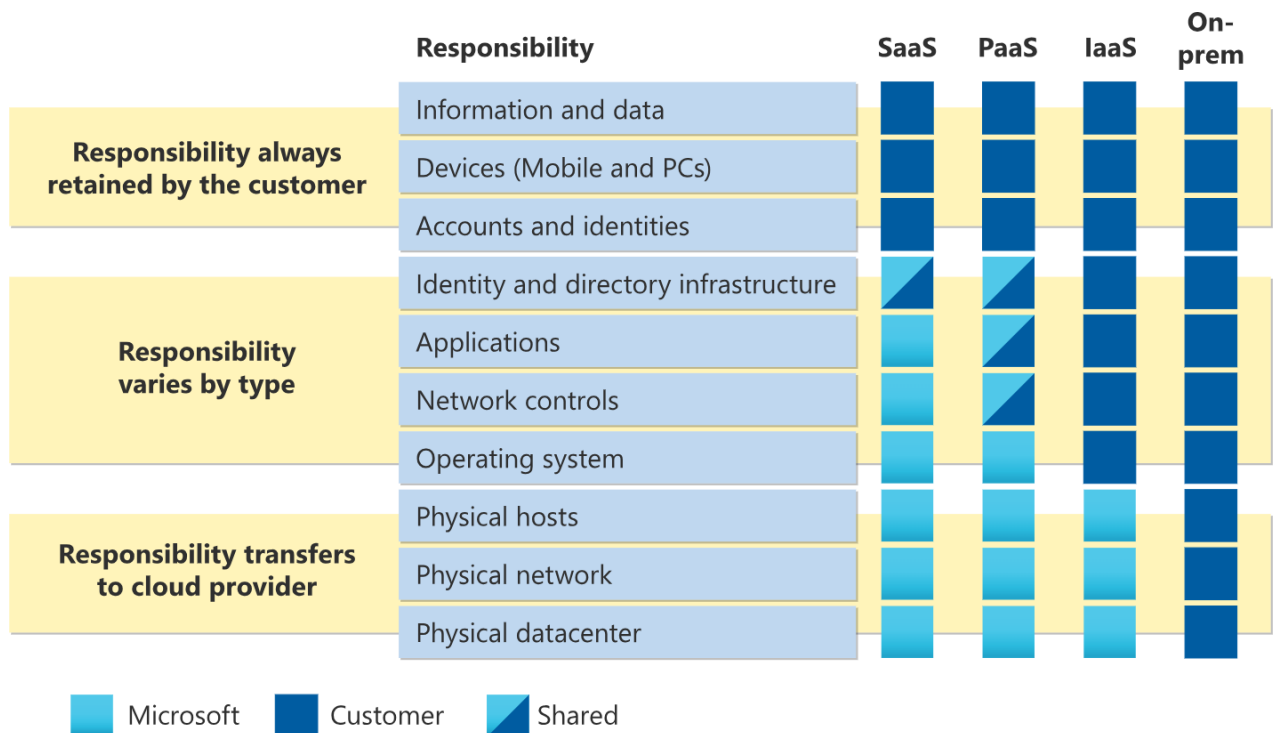 Responsibility
SaaS
PaaS
IaaS
On-
prem
Responsibility always
retained by the customer
Information and data
Devices (Mobile and PCs)
Accounts and identities
Responsibility
varies by type
Identity and directory infrastructure
Applications
Network controls
Operating system
Responsibility transfers
to cloud provider
Physical hosts
Physical network
Physical datacenter
Microsoft
Customer
Shared